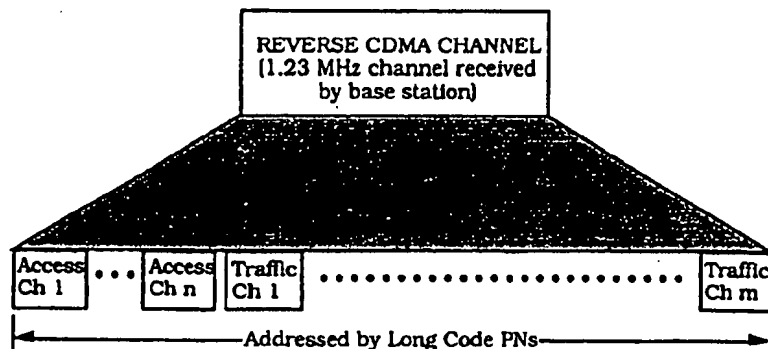 REVERSE CDMA CHANNEL
(1.23 MHz channel received
by base station)
Access
Ch 1
Access
Ch n
Traffic
Ch 1
Traffic
Ch m
Addressed by Long Code PNs